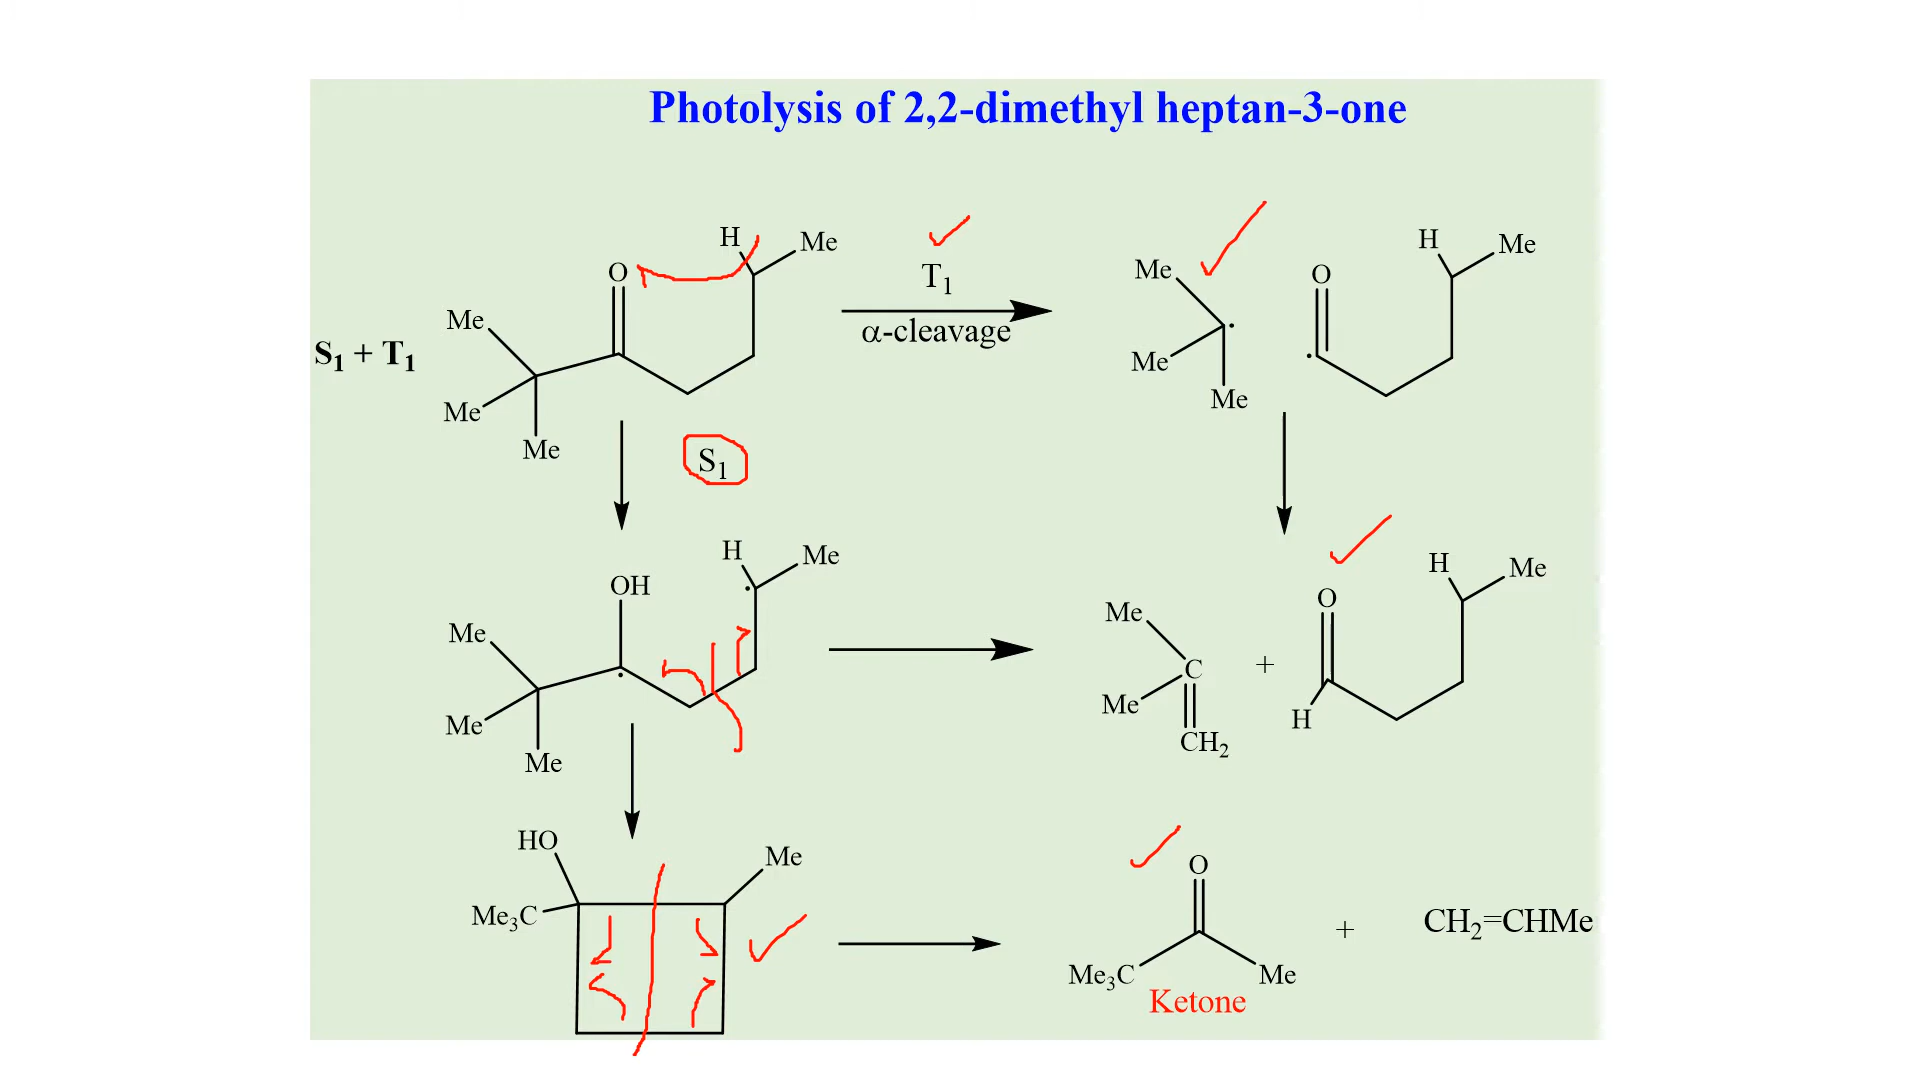 Photolysis of 2,2-dimethyl heptan-3-one
H
Me
O
Me
S₁ + T₁
Me
Me
T₁
α-cleavage
Me
Me
Me
O
H
Me
S₁
OH
H
Me
Me
Me
Me
Me
Me
C
CH₂
+
O
H
H
Me
HO
Me
Me₃C
O
Me₃C
Me
Ketone
+
CH₂=CHMe